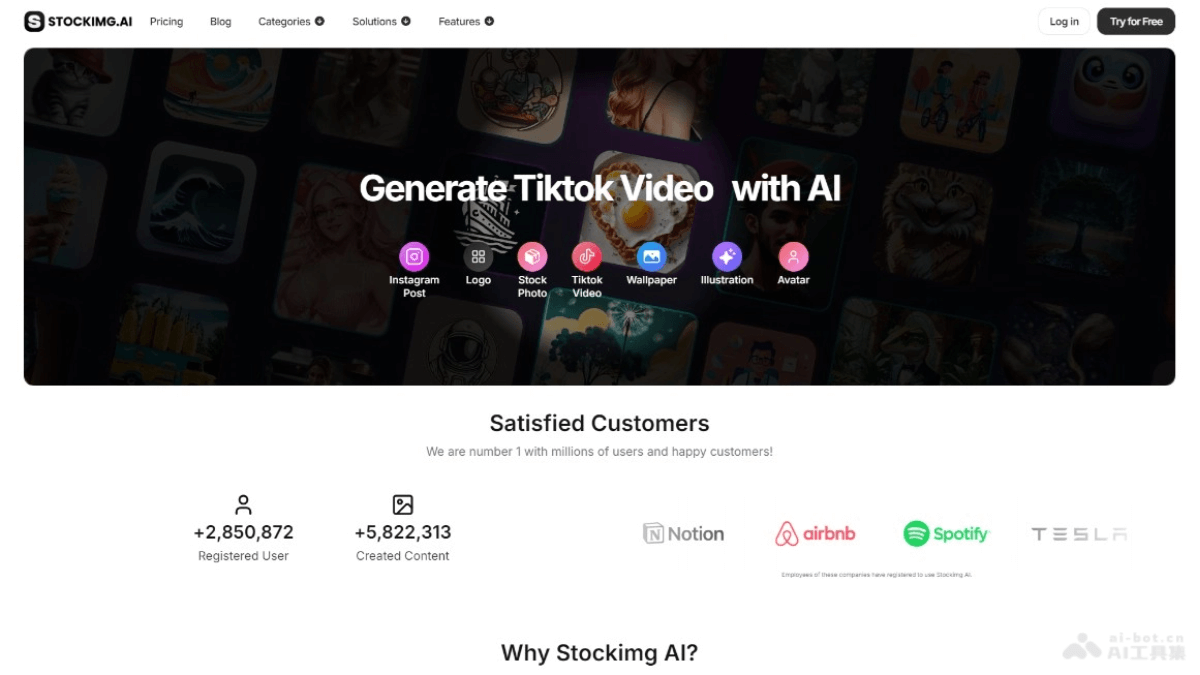 STOCKIMG.AI Pricing Blog Categories Solutions Features Log in Try for Free
Generate Tiktok Video with AI
Instagram Post
Logo
Stock Photo
Tiktok Video
Wallpaper
Illustration
Avatar
Satisfied Customers
We are number 1 with millions of users and happy customers!
+2,850,872
Registered User
+5,822,313
Created Content
Notion airbnb Spotify TESLA
Employees of these companies have registered to use Stockimg AI.
Why Stockimg AI?
ai-bot.cn
AI工具集